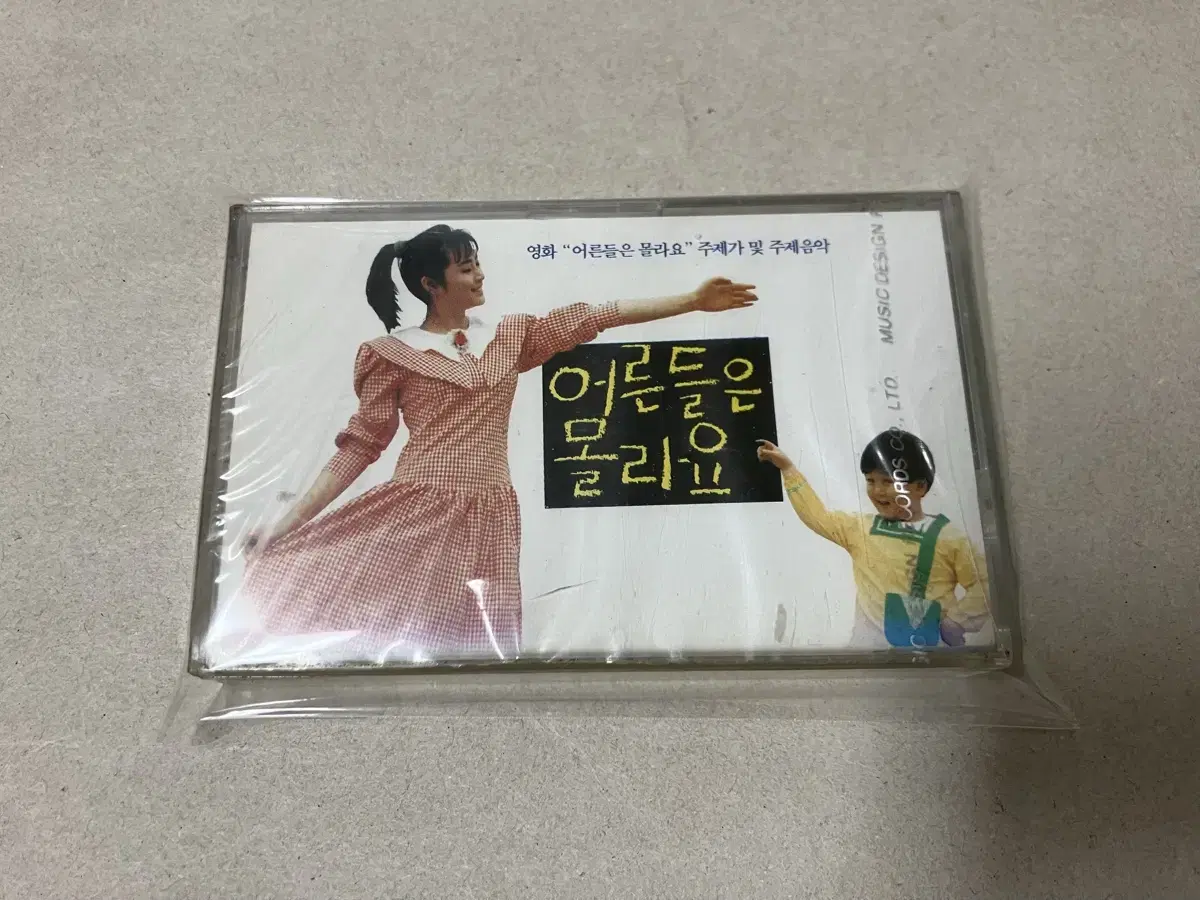 영화 “어른들은 몰라요” 주제가 및 주제음악
어른들은
몰라요
RECORDS CO., LTD.
MUSIC DESIGN